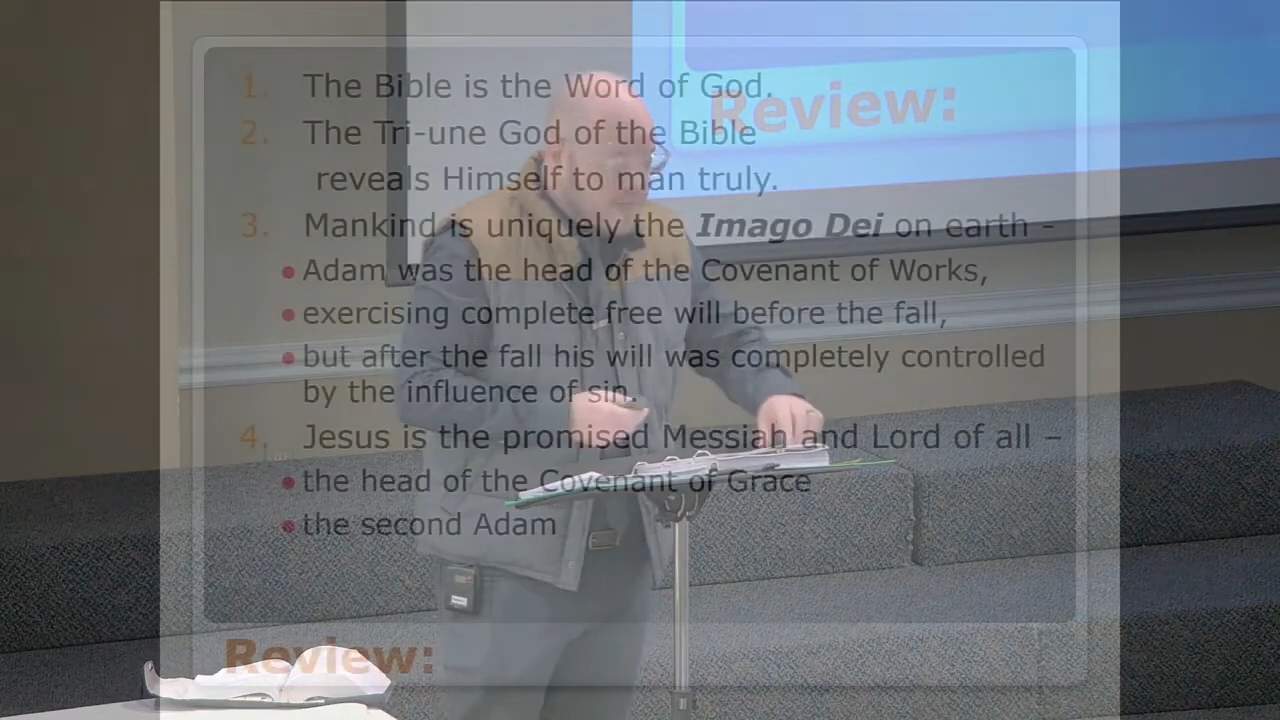 Review:
1. The Bible is the Word of God.
2. The Tri-une God of the Bible
reveals Himself to man truly.
3. Mankind is uniquely the Imago Dei on earth -
• Adam was the head of the Covenant of Works,
• exercising complete free will before the fall,
• but after the fall his will was completely controlled
by the influence of sin.
4. Jesus is the promised Messiah and Lord of all –
• the head of the Covenant of Grace
• the second Adam
Review: